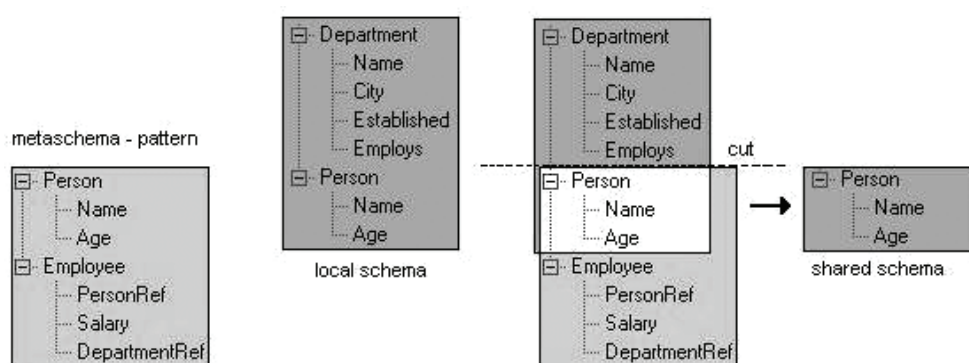 metaschema - pattern
Person
Name
Age
Employee
PersonRef
Salary
DepartmentRef
Department
Name
City
Established
Employs
Person
Name
Age
local schema
Department
Name
City
Established
Employs
cut
Person
Name
Age
Employee
PersonRef
Salary
DepartmentRef
Person
Name
Age
shared schema